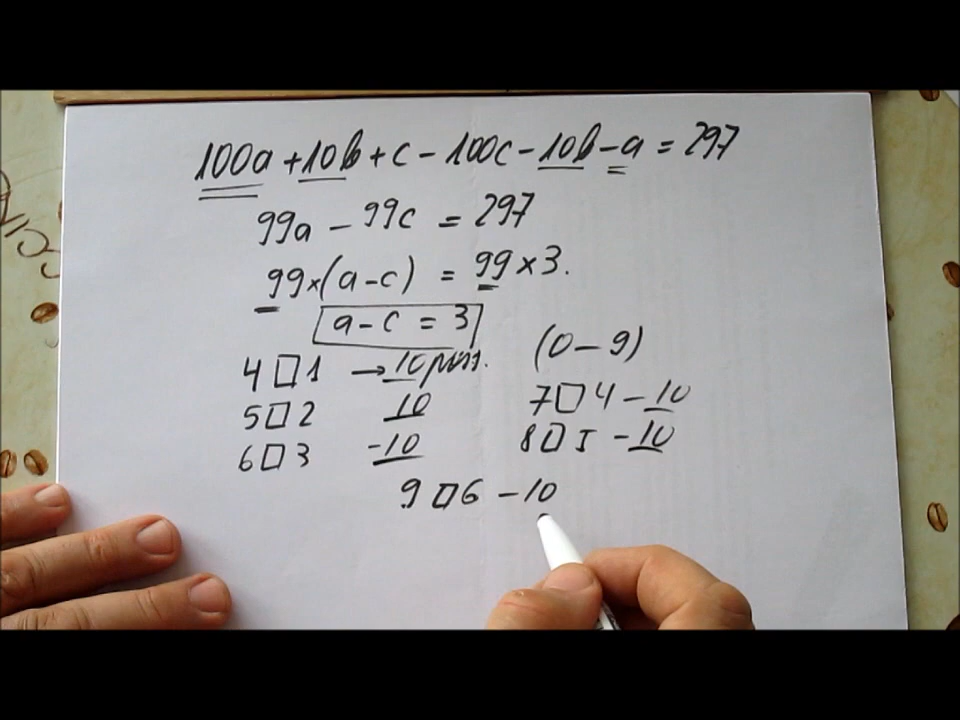 100a + 10b + c - 100c - 10b - a = 297
99a - 99c = 297
99 × (a - c) = 99 × 3.
a - c = 3
(0 - 9)
4 □ 1 → 10
5 □ 2 10
6 □ 3 - 10
7 □ 4 - 10
8 □ 5 - 10
9 □ 6 - 10